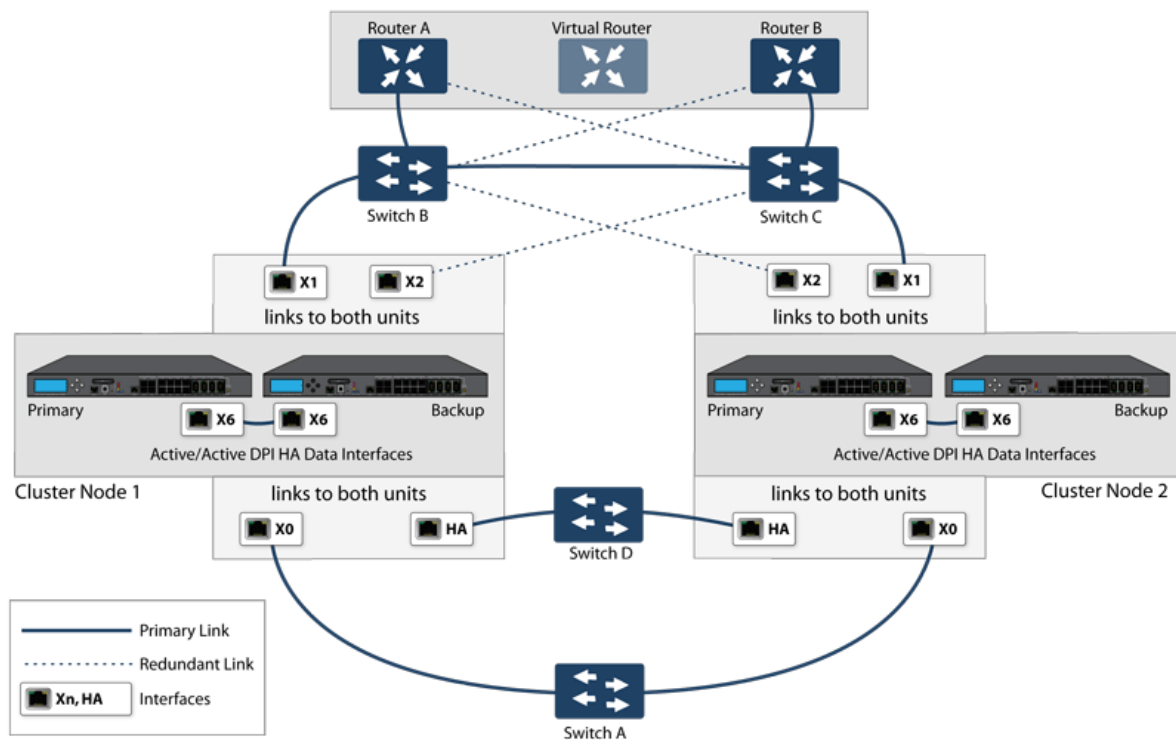 Router A
Virtual Router
Router B
Switch B
Switch C
X1
X2
X2
X1
links to both units
links to both units
Primary
Backup
Primary
Backup
X6
X6
X6
X6
Active/Active DPI HA Data Interfaces
Active/Active DPI HA Data Interfaces
Cluster Node 1
Cluster Node 2
links to both units
links to both units
X0
HA
HA
X0
Switch D
Primary Link
Redundant Link
Xn, HA
Interfaces
Switch A